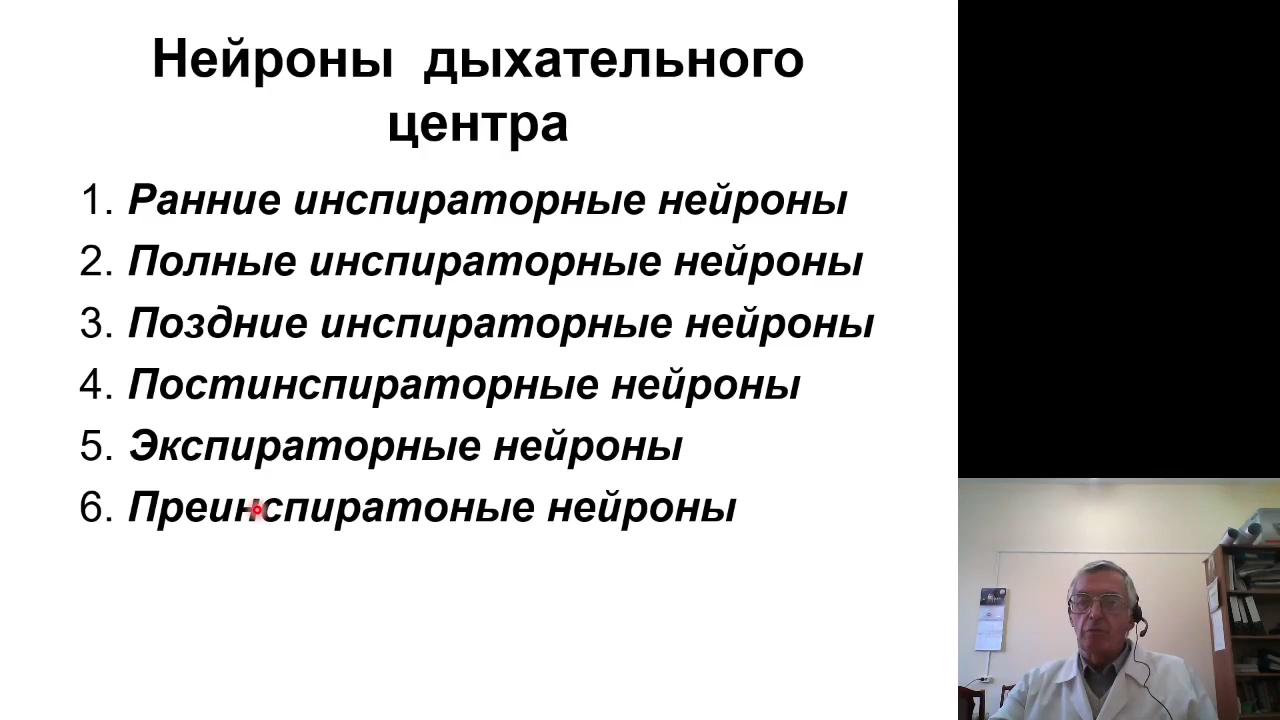 Нейроны дыхательного
центра
1. Ранние инспираторные нейроны
2. Полные инспираторные нейроны
3. Поздние инспираторные нейроны
4. Постинспираторные нейроны
5. Экспираторные нейроны
6. Преинспиратоные нейроны